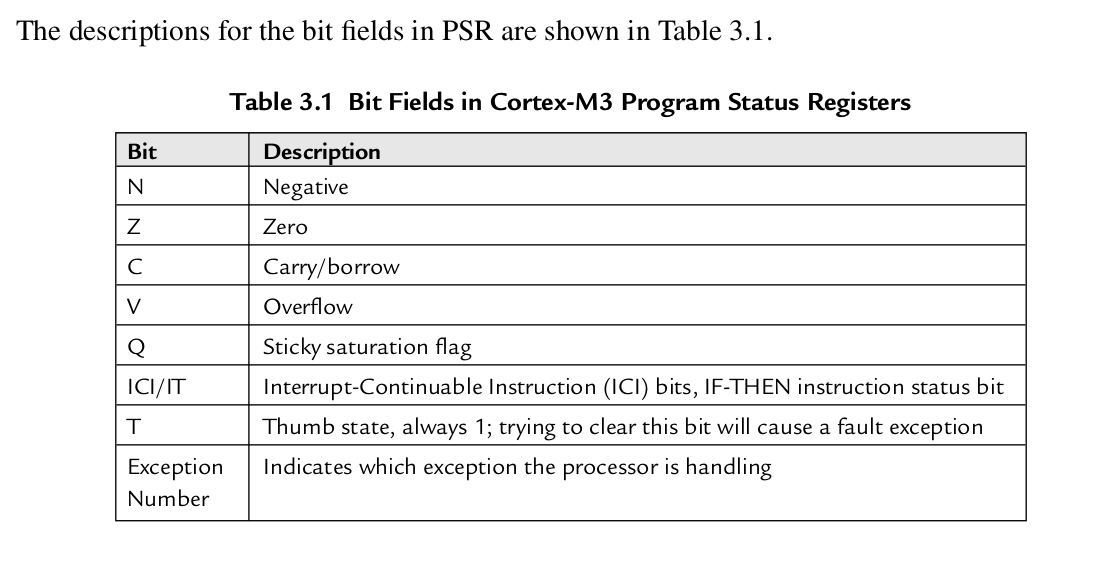 The descriptions for the bit fields in PSR are shown in Table 3.1.
Table 3.1 Bit Fields in Cortex-M3 Program Status Registers
Bit Description
N Negative
Z Zero
C Carry/borrow
V Overflow
Q Sticky saturation flag
ICI/IT Interrupt-Continuable Instruction (ICI) bits, IF-THEN instruction status bit
T Thumb state, always 1; trying to clear this bit will cause a fault exception
Exception Indicates which exception the processor is handling
Number